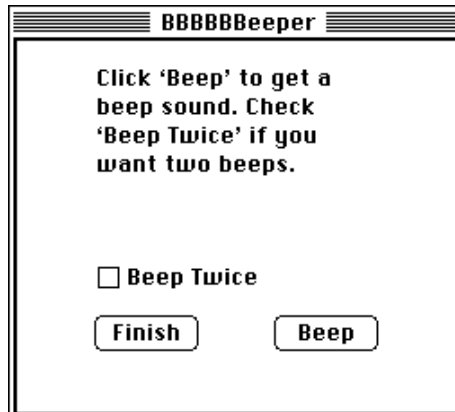 BBBBBBeeper
Click ‘Beep’ to get a
beep sound. Check
‘Beep Twice’ if you
want two beeps.
Beep Twice
Finish Beep